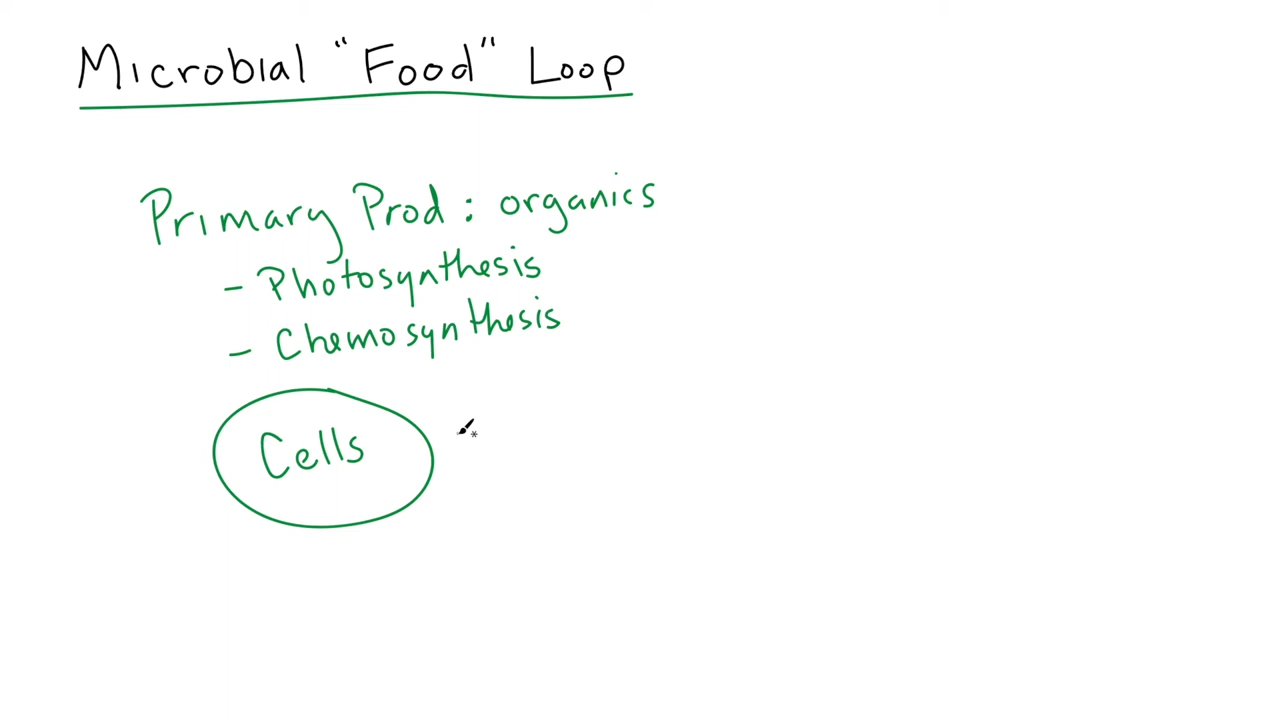 Microbial "Food" Loop
Primary Prod: organics
- Photosynthesis
- Chemosynthesis
Cells